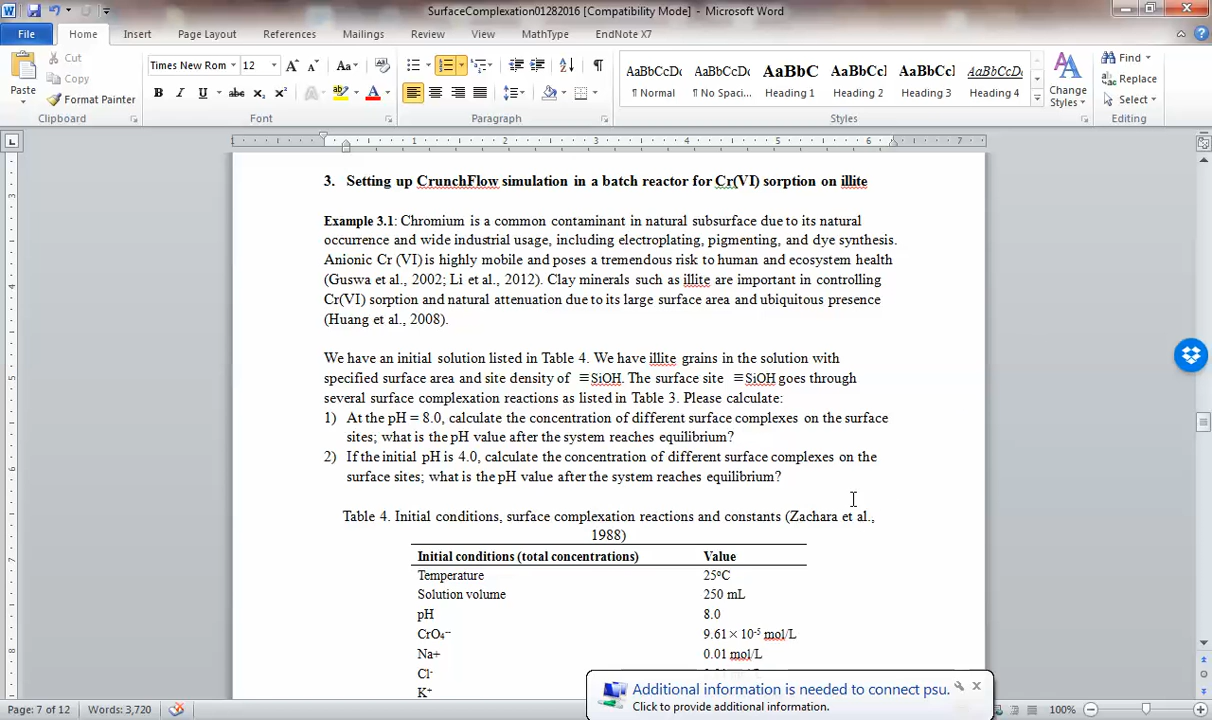 SurfaceComplexation01282016 [Compatibility Mode] - Microsoft Word
File Home Insert Page Layout References Mailings Review View MathType EndNote X7
Paste
Cut
Copy
Format Painter
Clipboard
Times New Rom 12
Font
Paragraph
AaBbCcDc AaBbCcDc AaBbC AaBbCcl AaBbCcI AaBbCcDc
¶ Normal ¶ No Spaci... Heading 1 Heading 2 Heading 3 Heading 4
Change Styles
Styles
Find
Replace
Select
Editing
3. Setting up CrunchFlow simulation in a batch reactor for Cr(VI) sorption on illite
Example 3.1: Chromium is a common contaminant in natural subsurface due to its natural
occurrence and wide industrial usage, including electroplating, pigmenting, and dye synthesis.
Anionic Cr (VI) is highly mobile and poses a tremendous risk to human and ecosystem health
(Guswa et al., 2002; Li et al., 2012). Clay minerals such as illite are important in controlling
Cr(VI) sorption and natural attenuation due to its large surface area and ubiquitous presence
(Huang et al., 2008).
We have an initial solution listed in Table 4. We have illite grains in the solution with
specified surface area and site density of ≡SiOH. The surface site ≡SiOH goes through
several surface complexation reactions as listed in Table 3. Please calculate:
1) At the pH = 8.0, calculate the concentration of different surface complexes on the surface
sites; what is the pH value after the system reaches equilibrium?
2) If the initial pH is 4.0, calculate the concentration of different surface complexes on the
surface sites; what is the pH value after the system reaches equilibrium?
Table 4. Initial conditions, surface complexation reactions and constants (Zachara et al.,
1988)
Initial conditions (total concentrations) Value
Temperature 25°C
Solution volume 250 mL
pH 8.0
CrO₄⁻⁻ 9.61 × 10⁻⁵ mol/L
Na+ 0.01 mol/L
Cl⁻
K⁺
Additional information is needed to connect psu.
Click to provide additional information.
Page: 7 of 12 Words: 3,720 100%